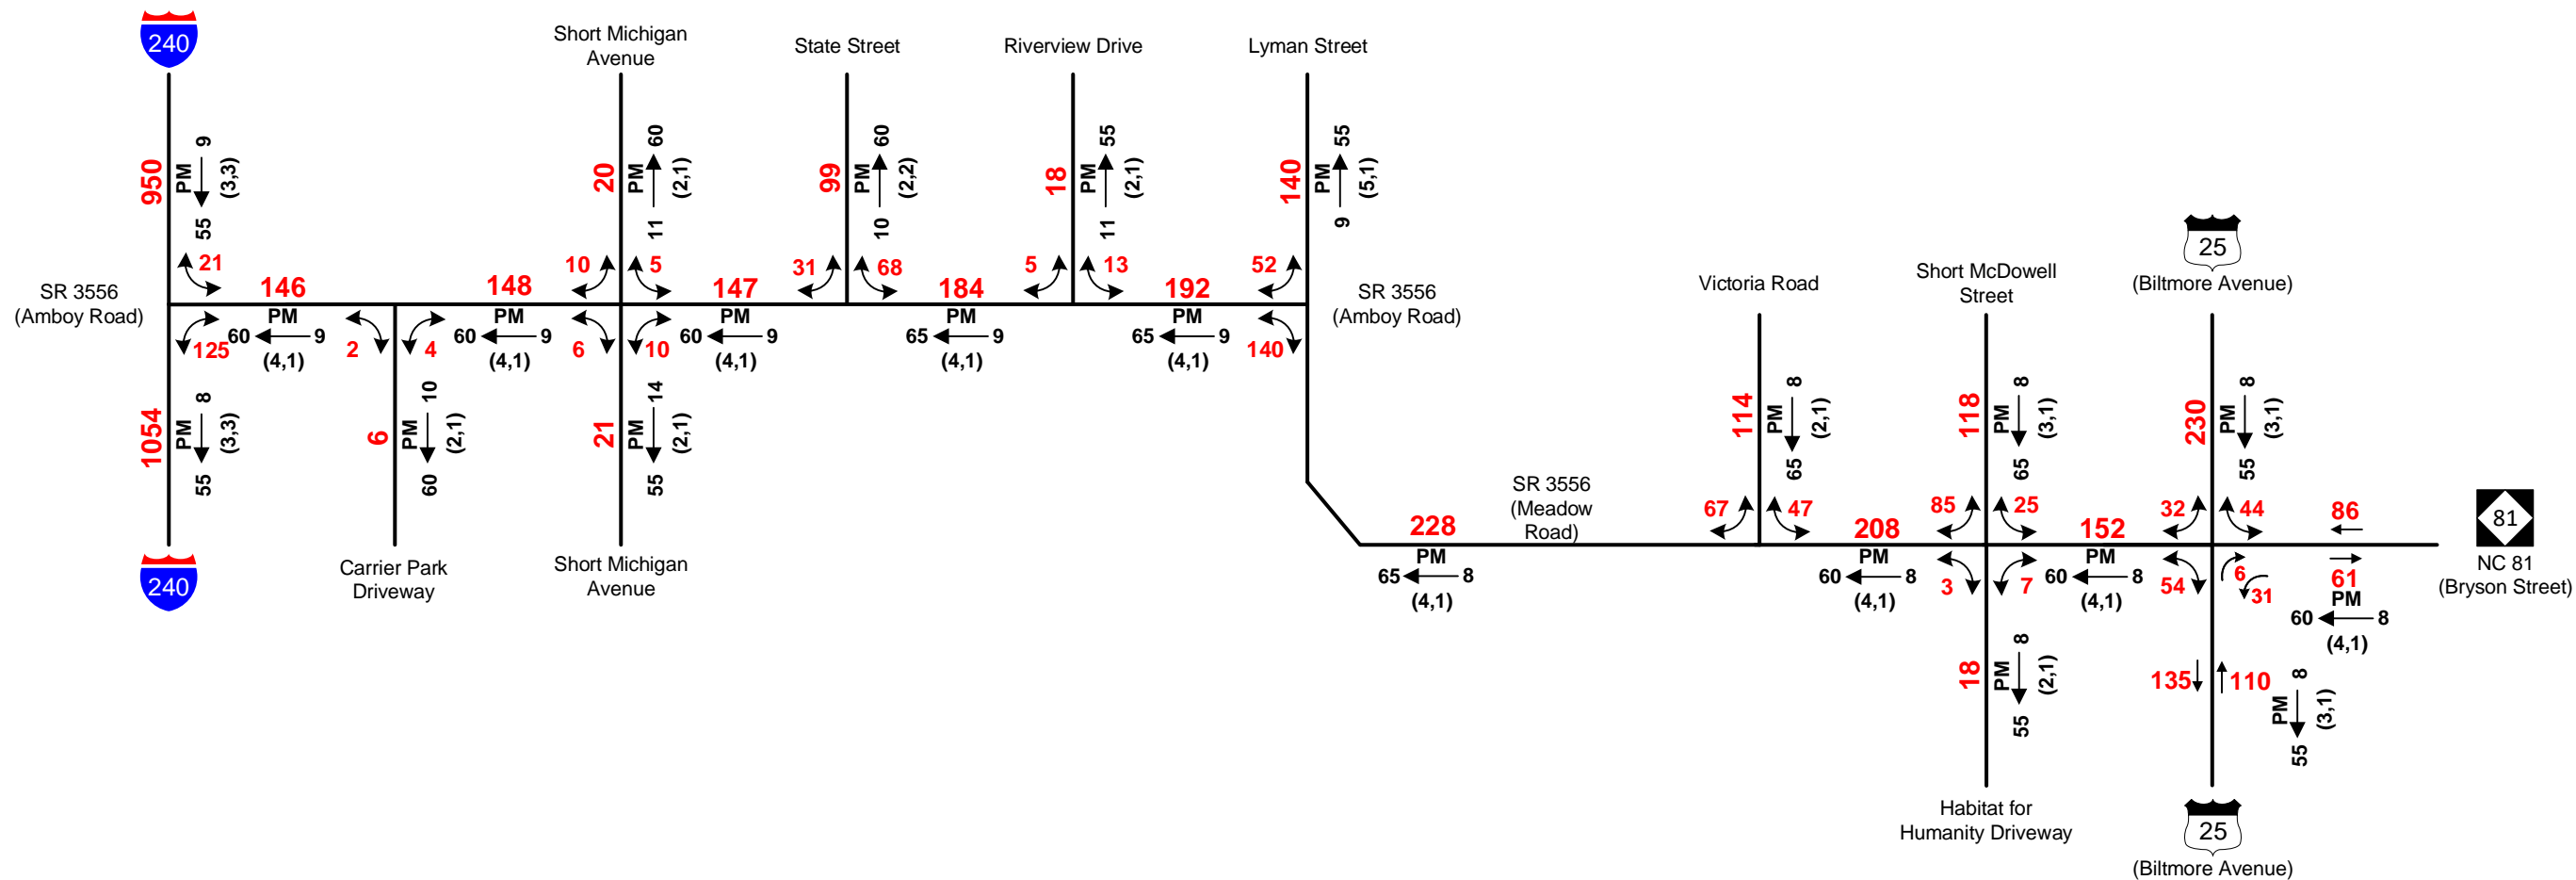 240
Short Michigan
Avenue
State Street
Riverview Drive
Lyman Street
950
PM
9
55
(3,3)
20
PM
60
11
(2,1)
99
PM
60
10
(2,2)
18
PM
55
11
(2,1)
140
PM
55
9
(5,1)
SR 3556
(Amboy Road)
21
146
PM
60
9
(4,1)
125
2
148
PM
60
9
(4,1)
4
10
5
6
10
147
PM
60
9
(4,1)
31
68
184
PM
65
9
(4,1)
5
13
192
PM
65
9
(4,1)
52
140
SR 3556
(Amboy Road)
1054
PM
8
55
(3,3)
6
PM
10
60
(2,1)
21
PM
14
55
(2,1)
240
Carrier Park
Driveway
Short Michigan
Avenue
Victoria Road
Short McDowell
Street
25
(Biltmore Avenue)
114
PM
8
65
(2,1)
118
PM
8
65
(3,1)
230
PM
8
55
(3,1)
SR 3556
(Meadow
Road)
228
PM
65
8
(4,1)
67
47
208
PM
60
8
(4,1)
85
25
3
7
152
PM
60
8
(4,1)
32
44
54
6
31
86
61
PM
60
8
(4,1)
81
NC 81
(Bryson Street)
18
PM
8
55
(2,1)
135
110
PM
8
55
(3,1)
Habitat for
Humanity Driveway
25
(Biltmore Avenue)